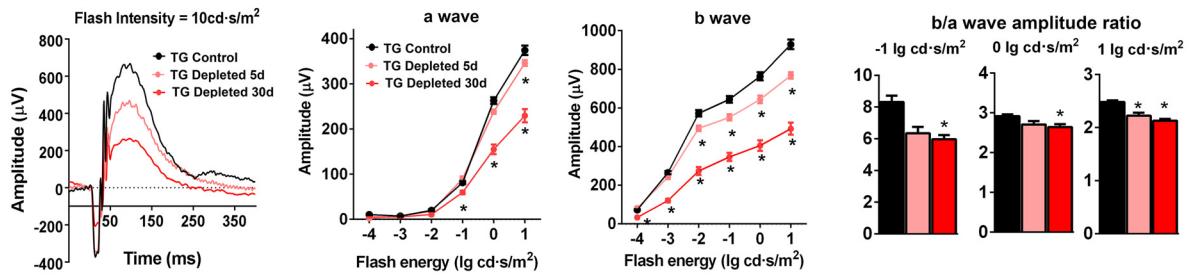 Flash Intensity = 10cd·s/m²
Amplitude (µV)
800
600
400
200
0
-200
-400
50 150 250 350
Time (ms)
TG Control
TG Depleted 5d
TG Depleted 30d
a wave
Amplitude (µV)
400
300
200
100
0
TG Control
TG Depleted 5d
TG Depleted 30d
* * * *
-4 -3 -2 -1 0 1
Flash energy (lg cd·s/m²)
b wave
Amplitude (µV)
1000
800
600
400
200
0
* * * * * * * * * *
-4 -3 -2 -1 0 1
Flash energy (lg cd·s/m²)
b/a wave amplitude ratio
-1 lg cd·s/m²
10
8
6
4
2
0
*
0 lg cd·s/m²
4
3
2
1
0
*
1 lg cd·s/m²
3
2
1
0
* *